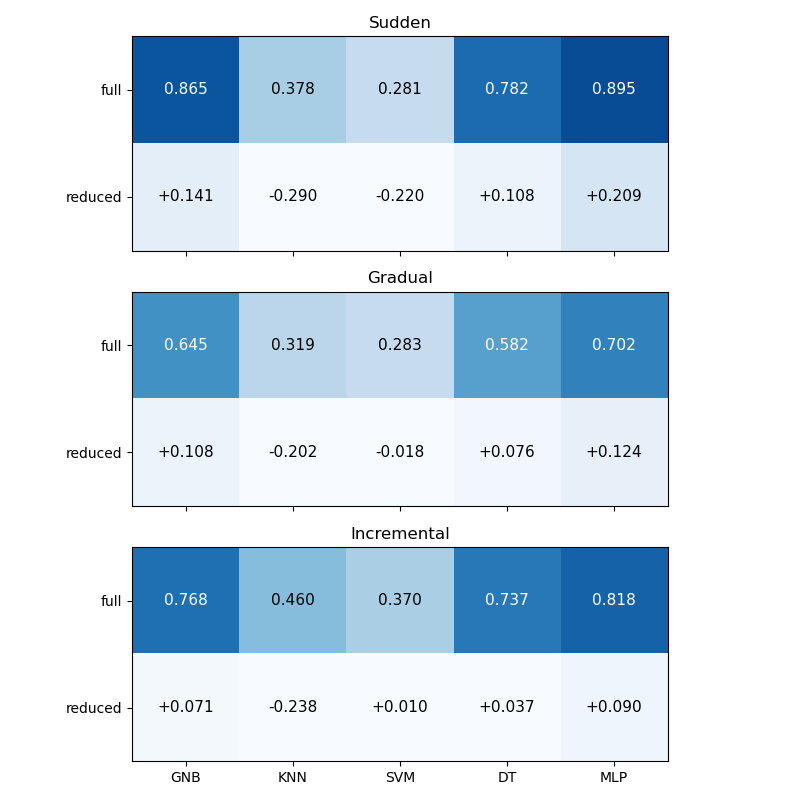 Sudden
full 0.865 0.378 0.281 0.782 0.895
reduced +0.141 -0.290 -0.220 +0.108 +0.209
Gradual
full 0.645 0.319 0.283 0.582 0.702
reduced +0.108 -0.202 -0.018 +0.076 +0.124
Incremental
full 0.768 0.460 0.370 0.737 0.818
reduced +0.071 -0.238 +0.010 +0.037 +0.090
GNB KNN SVM DT MLP